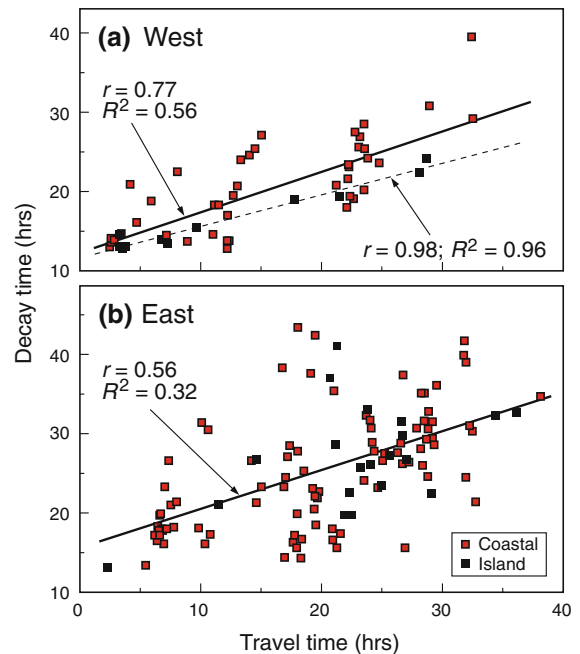 (a) West
r = 0.77
R² = 0.56
r = 0.98; R² = 0.96
40
30
20
10
Decay time (hrs)
(b) East
r = 0.56
R² = 0.32
Coastal
Island
40
30
20
10
0
10
20
30
40
Travel time (hrs)